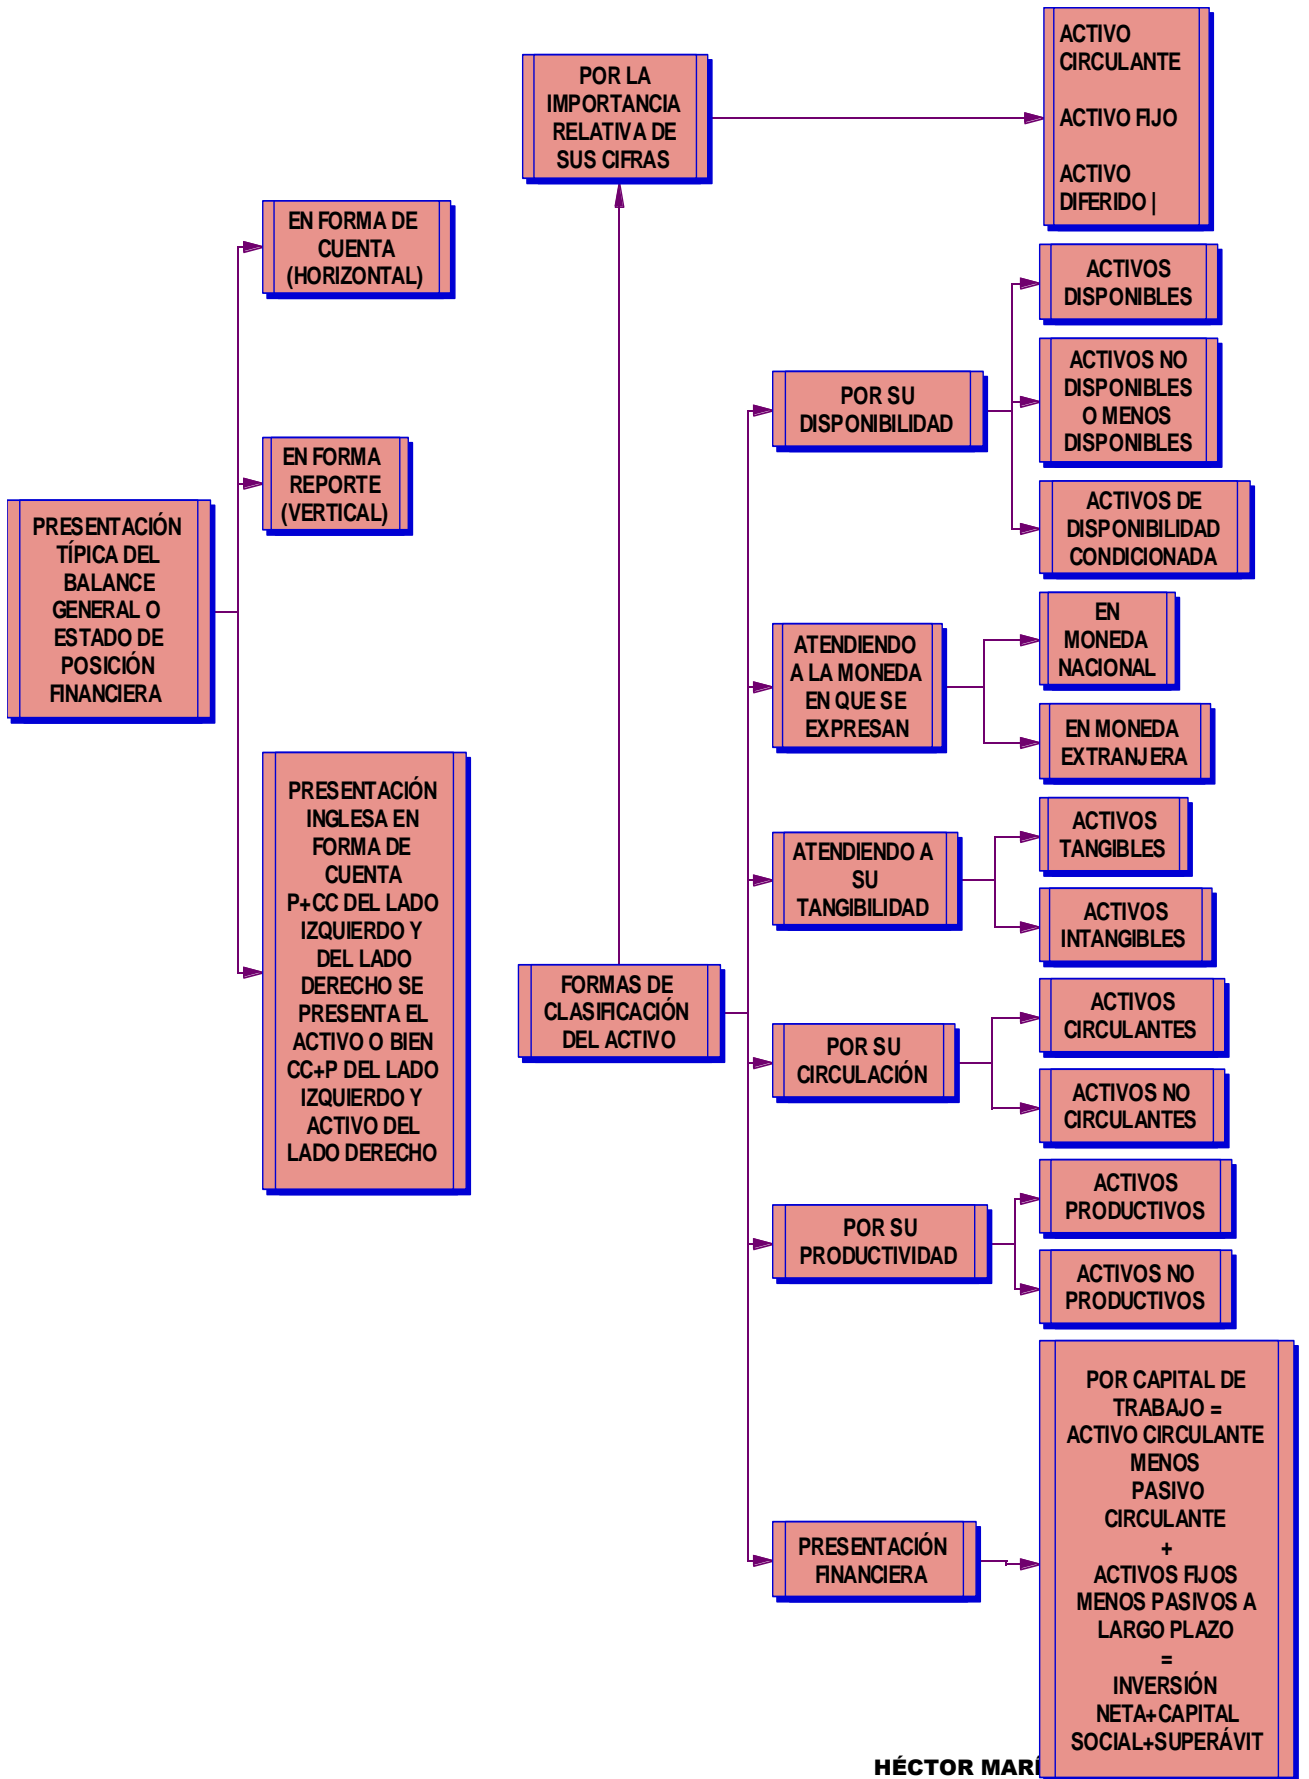 PRESENTACIÓN
TÍPICA DEL
BALANCE
GENERAL O
ESTADO DE
POSICIÓN
FINANCIERA
EN FORMA DE
CUENTA
(HORIZONTAL)
EN FORMA
REPORTE
(VERTICAL)
PRESENTACIÓN
INGLESA EN
FORMA DE
CUENTA
P+CC DEL LADO
IZQUIERDO Y
DEL LADO
DERECHO SE
PRESENTA EL
ACTIVO O BIEN
CC+P DEL LADO
IZQUIERDO Y
ACTIVO DEL
LADO DERECHO
FORMAS DE
CLASIFICACIÓN
DEL ACTIVO
POR LA
IMPORTANCIA
RELATIVA DE
SUS CIFRAS
ACTIVO
CIRCULANTE
ACTIVO FIJO
ACTIVO
DIFERIDO |
POR SU
DISPONIBILIDAD
ACTIVOS
DISPONIBLES
ACTIVOS NO
DISPONIBLES
O MENOS
DISPONIBLES
ACTIVOS DE
DISPONIBILIDAD
CONDICIONADA
ATENDIENDO
A LA MONEDA
EN QUE SE
EXPRESAN
EN
MONEDA
NACIONAL
EN MONEDA
EXTRANJERA
ATENDIENDO A
SU
TANGIBILIDAD
ACTIVOS
TANGIBLES
ACTIVOS
INTANGIBLES
POR SU
CIRCULACIÓN
ACTIVOS
CIRCULANTES
ACTIVOS NO
CIRCULANTES
POR SU
PRODUCTIVIDAD
ACTIVOS
PRODUCTIVOS
ACTIVOS NO
PRODUCTIVOS
PRESENTACIÓN
FINANCIERA
POR CAPITAL DE
TRABAJO =
ACTIVO CIRCULANTE
MENOS
PASIVO
CIRCULANTE
+
ACTIVOS FIJOS
MENOS PASIVOS A
LARGO PLAZO
=
INVERSIÓN
NETA+CAPITAL
SOCIAL+SUPERÁVIT
HÉCTOR